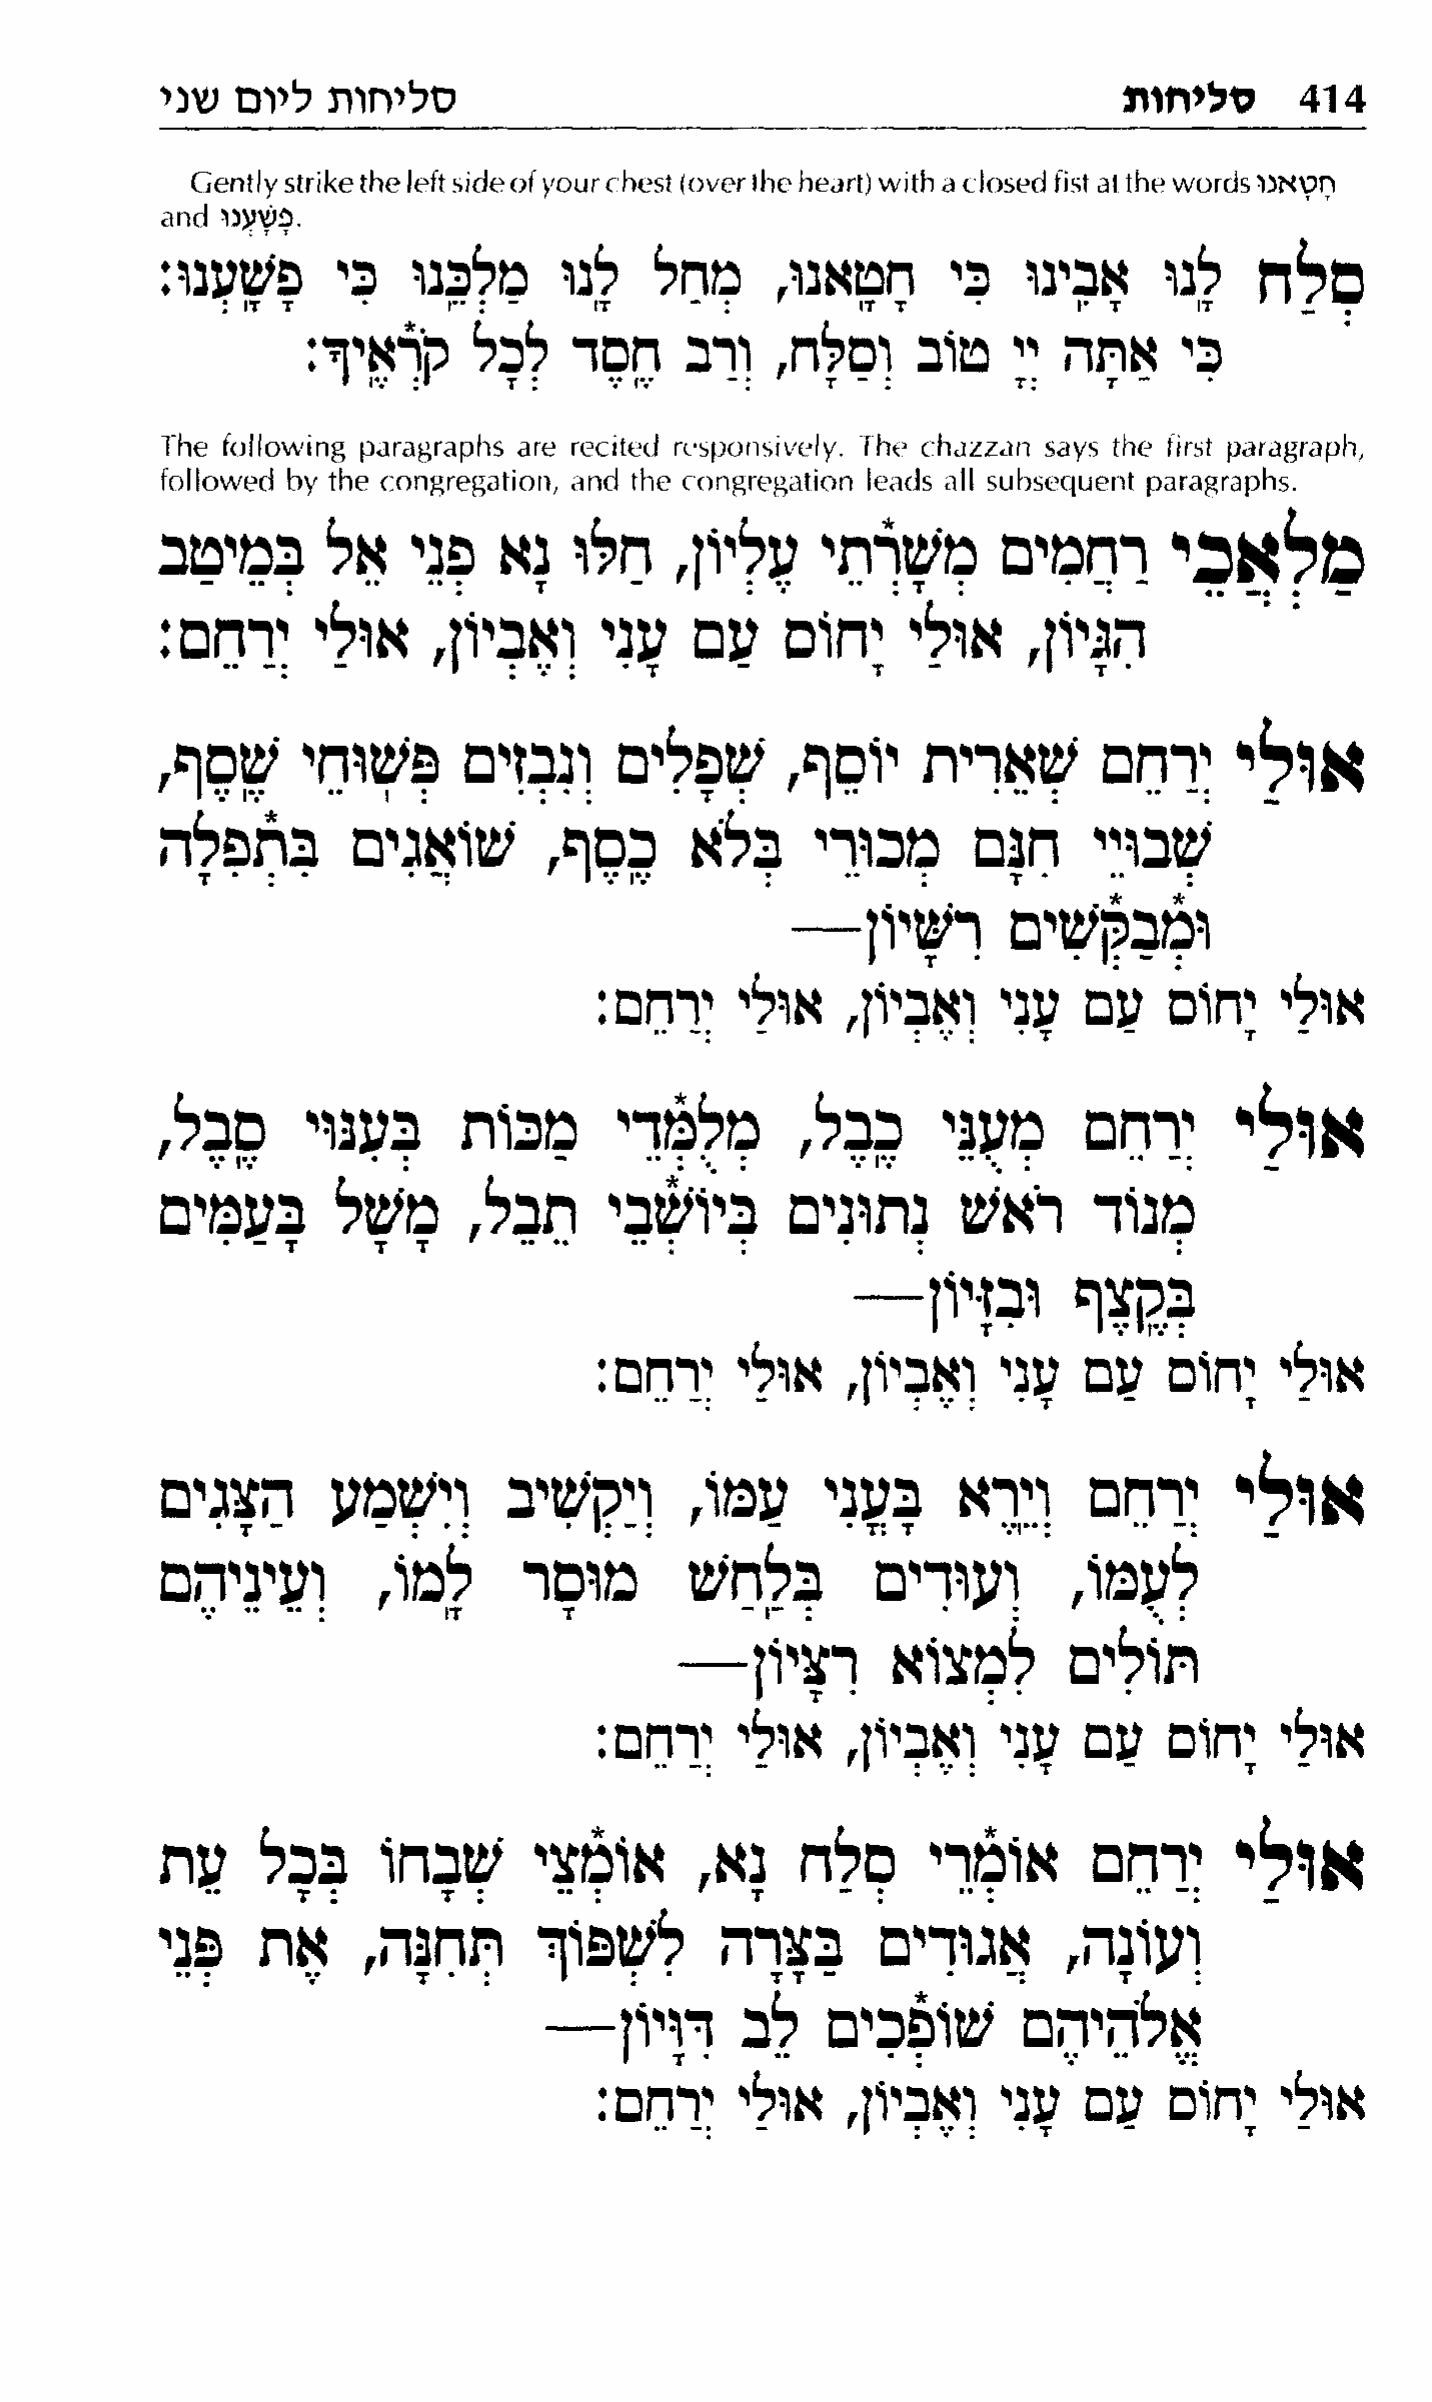 414 סליחות סליחות ליום שני
Gently strike the left side of your chest (over the heart) with a closed fist at the words חָטָאנוּ
and פָשָׁעְנוּ.
סְלַח לָֽנוּ אָבִֽינוּ כִּי חָטָֽאנוּ, מְחַל לָֽנוּ מַלְכֵּֽנוּ כִּי פָשָֽׁעְנוּ:
כִּי אַתָּה יְיָ טוֹב וְסַלָּח, וְרַב חֶֽסֶד לְכָל קֹרְ*אֶֽיךָ:
The following paragraphs are recited responsively. The chazzan says the first paragraph,
followed by the congregation, and the congregation leads all subsequent paragraphs.
מַלְאֲכֵי רַחֲמִים מְשָׁרְ*תֵי עֶלְיוֹן, חַלּוּ נָא פְּנֵי אֵל בְּמֵיטַב
הִגָּיוֹן, אוּלַי יָחוֹס עַם עָנִי וְאֶבְיוֹן, אוּלַי יְרַחֵם:
אוּלַי יְרַחֵם שְׁאֵרִית יוֹסֵף, שְׁפָלִים וְנִבְזִים פְּשֽׁוּחֵי שֶֽׁסֶף,
שְׁבוּיֵי חִנָּם מְכוּרֵי בְּלֹא כֶֽסֶף, שׁוֹאֲגִים בִּתְ*פִלָּה
וּמְ*בַקְּ*שִׁים רִשָּׁיוֹן—
אוּלַי יָחוֹס עַם עָנִי וְאֶבְיוֹן, אוּלַי יְרַחֵם:
אוּלַי יְרַחֵם מְעֻנֵּי כֶֽבֶל, מְלֻמְּ*דֵי מַכּוֹת בְּעִנּוּי סֶֽבֶל,
מְנוֹד רֹאשׁ נְתוּנִים בְּיוֹשְׁ*בֵי תֵבֵל, מָשָׁל בָּעַמִּים
בְּקֶֽצֶף וּבִזָּיוֹן—
אוּלַי יָחוֹס עַם עָנִי וְאֶבְיוֹן, אוּלַי יְרַחֵם:
אוּלַי יְרַחֵם וְיֵֽרֶא בָּעֳנִי עַמּוֹ, וְיַקְשִׁיב וְיִשְׁמַע הַצָּגִים
לְעֻמּוֹ, וְעוּדִים בְּלַֽחַשׁ מוּסָר לָֽמוֹ, וְעֵינֵיהֶם
תּוֹלִים לִמְצוֹא רִצָּיוֹן—
אוּלַי יָחוֹס עַם עָנִי וְאֶבְיוֹן, אוּלַי יְרַחֵם:
אוּלַי יְרַחֵם אוֹמְ*רֵי סְלַח נָא, אוֹמְ*צֵי שְׁבָחוֹ בְּכָל עֵת
וְעוֹנָה, אֲגוּדִים בַּצָּרָה לִשְׁפּוֹךְ תְּחִנָּה, אֶת פְּנֵי
אֱלֹהֵיהֶם שׁוֹפְ*כִים לֵב דִּוָּיוֹן—
אוּלַי יָחוֹס עַם עָנִי וְאֶבְיוֹן, אוּלַי יְרַחֵם: